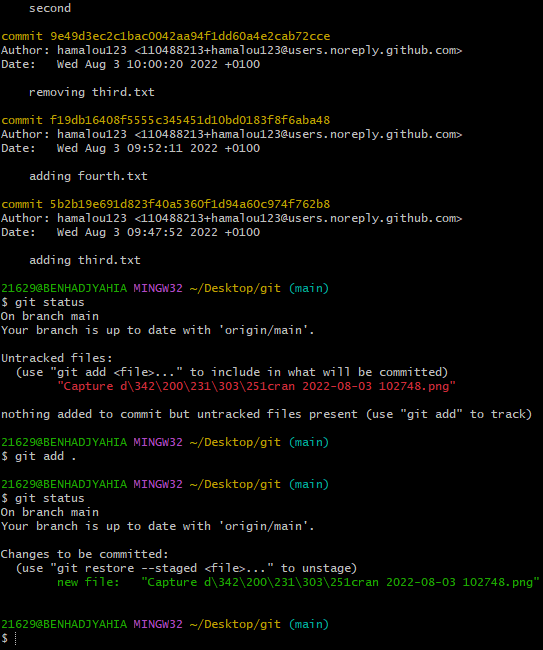 second
commit 9e49d3ec2c1bac0042aa94f1dd60a4e2cab72cce
Author: hamalou123 <110488213+hamalou123@users.noreply.github.com>
Date:   Wed Aug 3 10:00:20 2022 +0100
removing third.txt
commit f19db16408f5555c345451d10bd0183f8f6aba48
Author: hamalou123 <110488213+hamalou123@users.noreply.github.com>
Date:   Wed Aug 3 09:52:11 2022 +0100
adding fourth.txt
commit 5b2b19e691d823f40a5360f1d94a60c974f762b8
Author: hamalou123 <110488213+hamalou123@users.noreply.github.com>
Date:   Wed Aug 3 09:47:52 2022 +0100
adding third.txt
21629@BENHADJYAHIA MINGW32 ~/Desktop/git (main)
$ git status
On branch main
Your branch is up to date with 'origin/main'.
Untracked files:
(use "git add <file>..." to include in what will be committed)
"Capture d\342\200\231\303\251cran 2022-08-03 102748.png"
nothing added to commit but untracked files present (use "git add" to track)
21629@BENHADJYAHIA MINGW32 ~/Desktop/git (main)
$ git add .
21629@BENHADJYAHIA MINGW32 ~/Desktop/git (main)
$ git status
On branch main
Your branch is up to date with 'origin/main'.
Changes to be committed:
(use "git restore --staged <file>..." to unstage)
new file:   "Capture d\342\200\231\303\251cran 2022-08-03 102748.png"
21629@BENHADJYAHIA MINGW32 ~/Desktop/git (main)
$